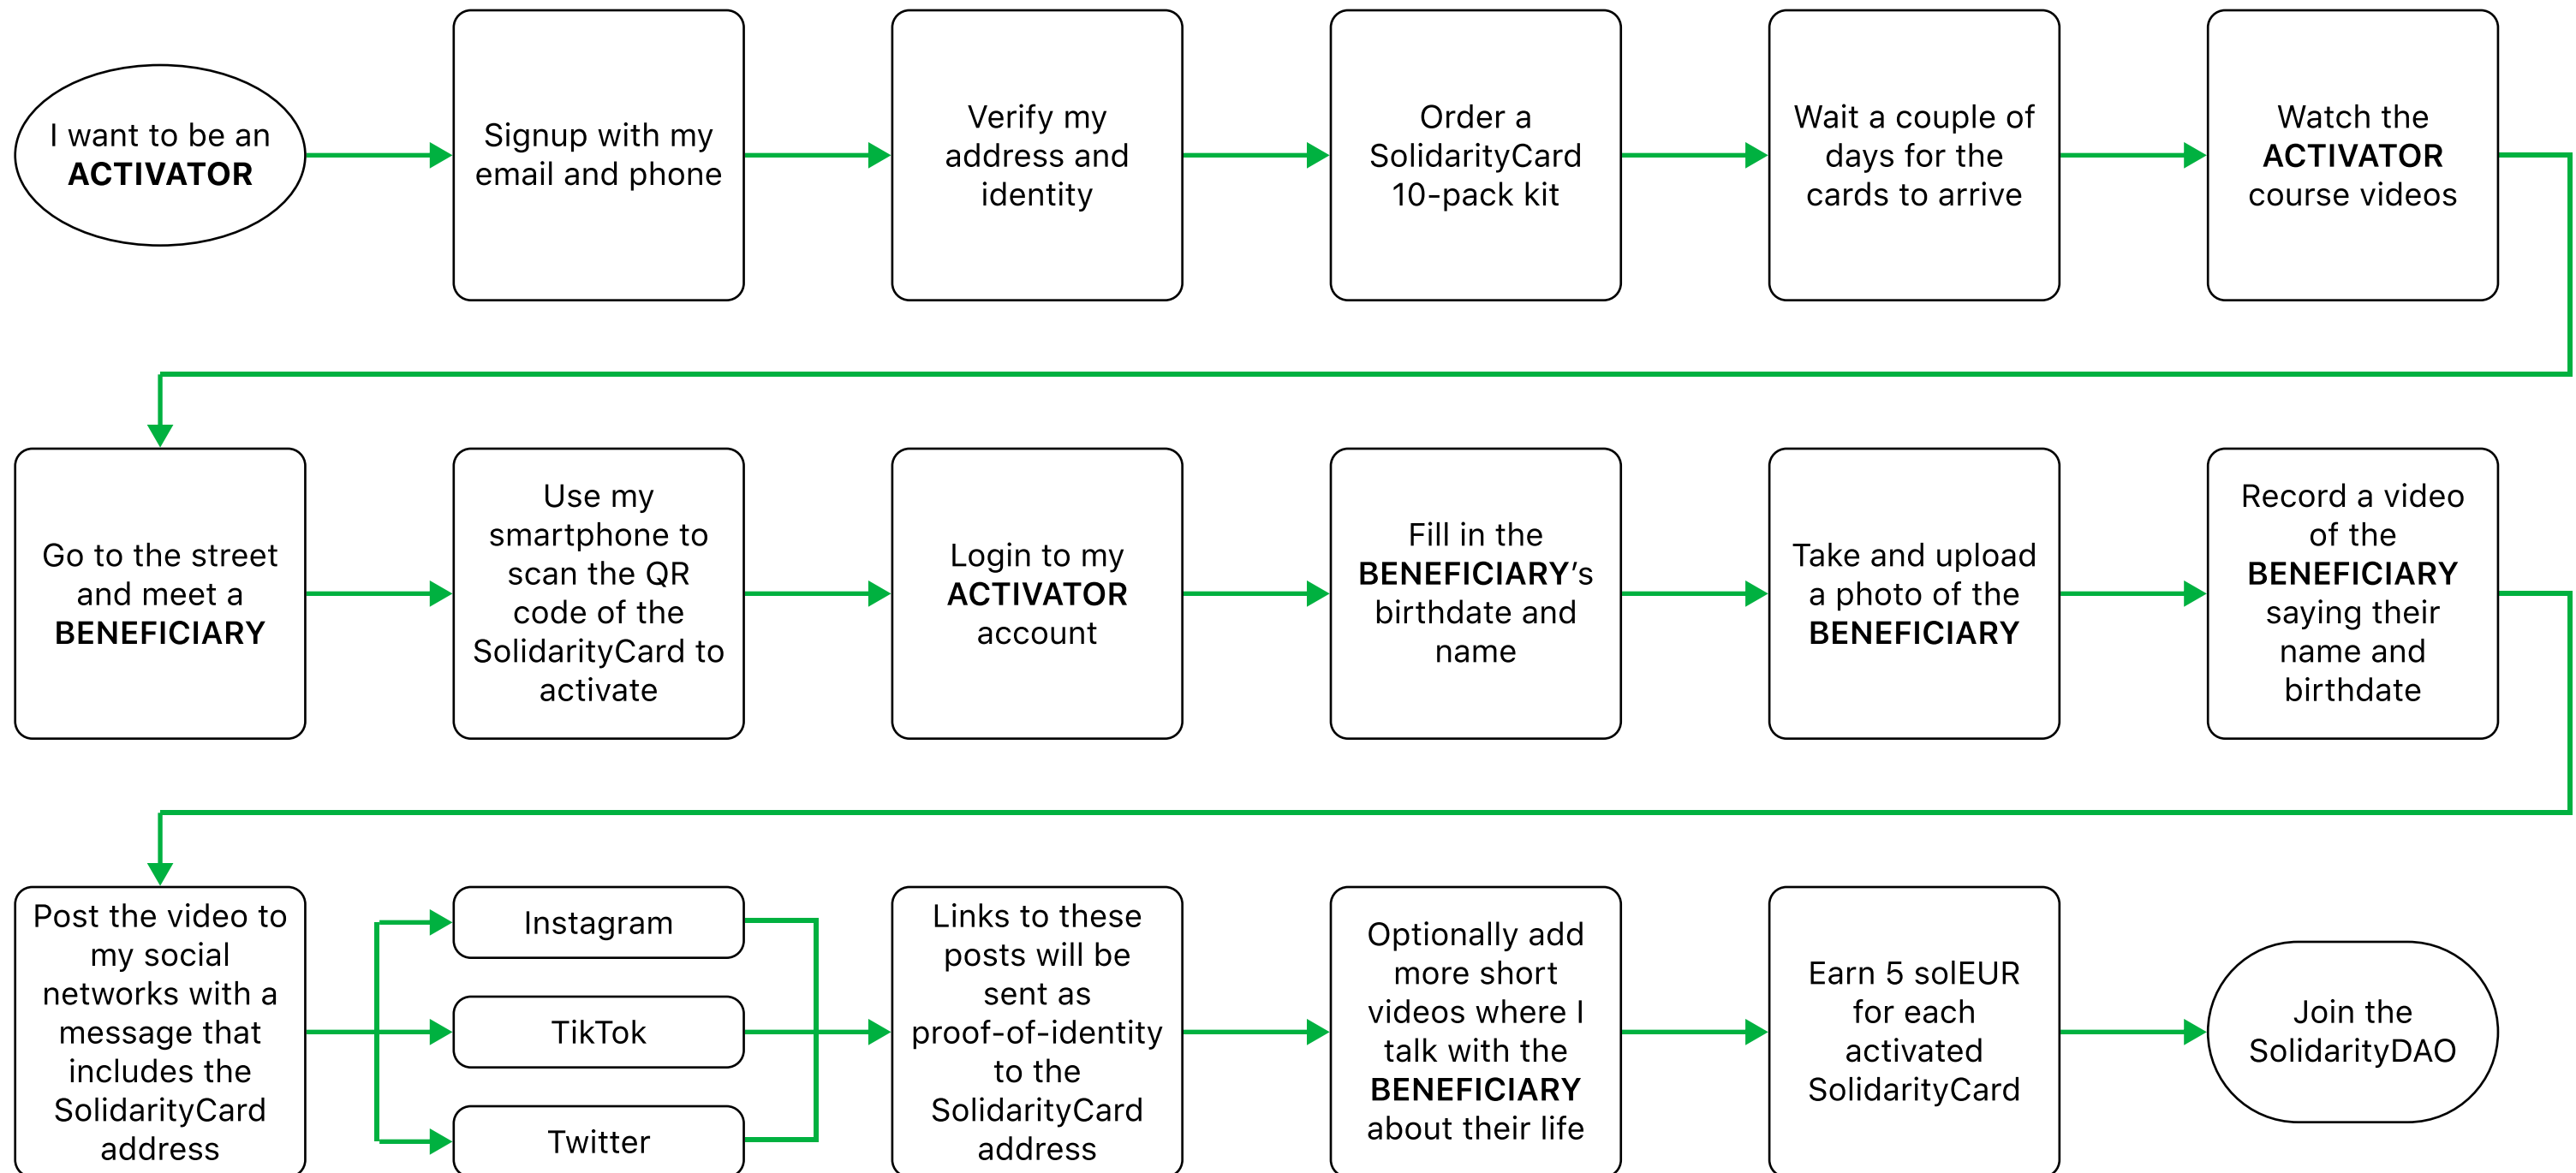 I want to be an
ACTIVATOR
Signup with my
email and phone
Verify my
address and
identity
Order a
SolidarityCard
10-pack kit
Wait a couple of
days for the
cards to arrive
Watch the
ACTIVATOR
course videos
Go to the street
and meet a
BENEFICIARY
Use my
smartphone to
scan the QR
code of the
SolidarityCard to
activate
Login to my
ACTIVATOR
account
Fill in the
BENEFICIARY’s
birthdate and
name
Take and upload
a photo of the
BENEFICIARY
Record a video
of the
BENEFICIARY
saying their
name and
birthdate
Post the video to
my social
networks with a
message that
includes the
SolidarityCard
address
Instagram
TikTok
Twitter
Links to these
posts will be
sent as
proof-of-identity
to the
SolidarityCard
address
Optionally add
more short
videos where I
talk with the
BENEFICIARY
about their life
Earn 5 solEUR
for each
activated
SolidarityCard
Join the
SolidarityDAO